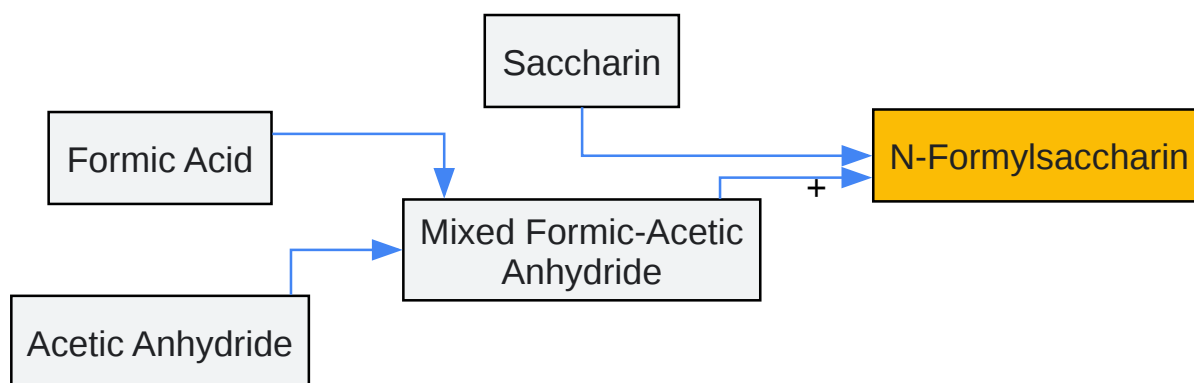 Saccharin
Formic Acid
N-Formylsaccharin
+
Mixed Formic-Acetic
Anhydride
Acetic Anhydride